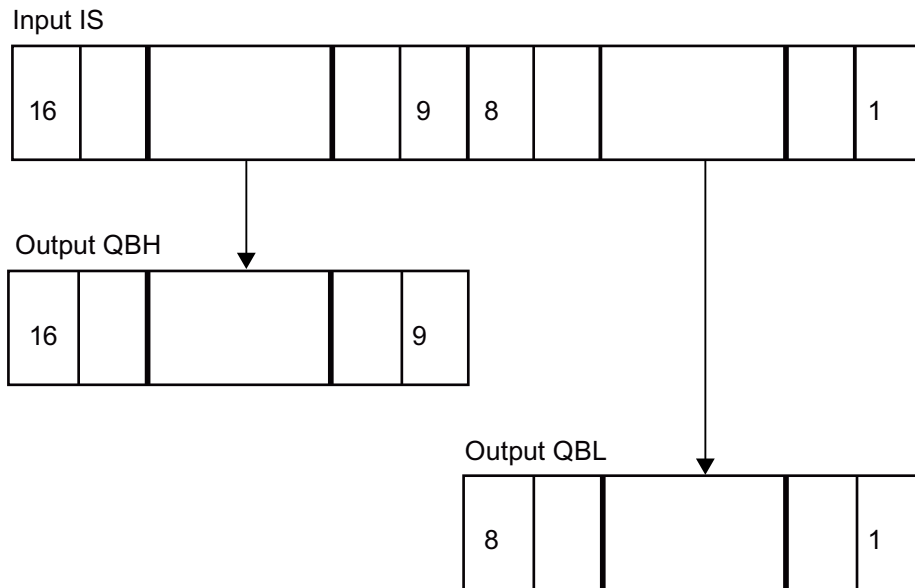 Input IS
16 9 8 1
Output QBH
16 9
Output QBL
8 1